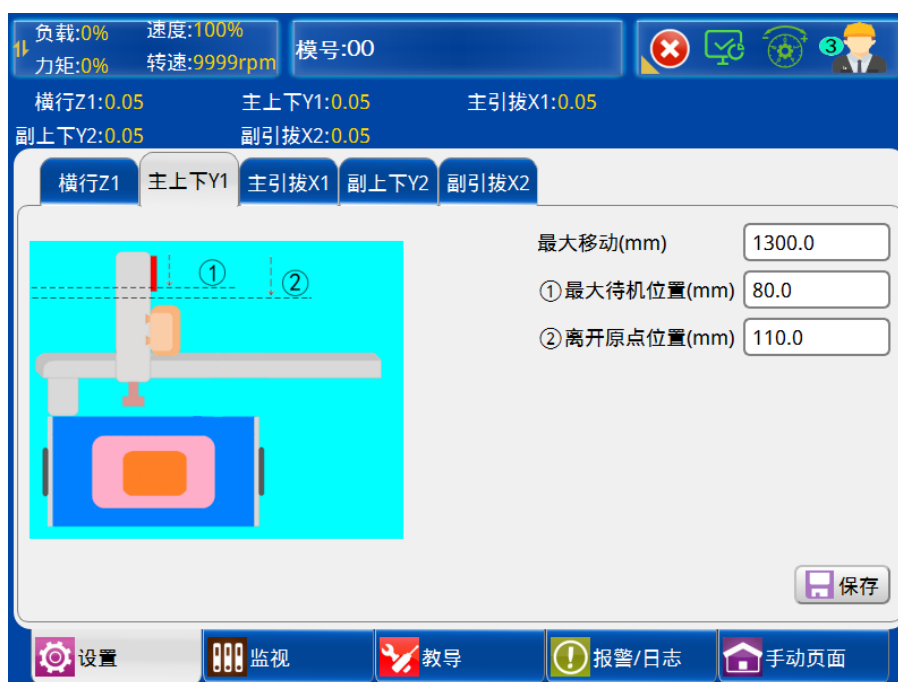 负载:0% 速度:100%
力矩:0% 转速:9999rpm
模号:00
3
横行Z1:0.05 主上下Y1:0.05 主引拔X1:0.05
副上下Y2:0.05 副引拔X2:0.05
横行Z1 主上下Y1 主引拔X1 副上下Y2 副引拔X2
① ②
最大移动(mm) 1300.0
①最大待机位置(mm) 80.0
②离开原点位置(mm) 110.0
保存
设置 监视 教导 报警/日志 手动页面